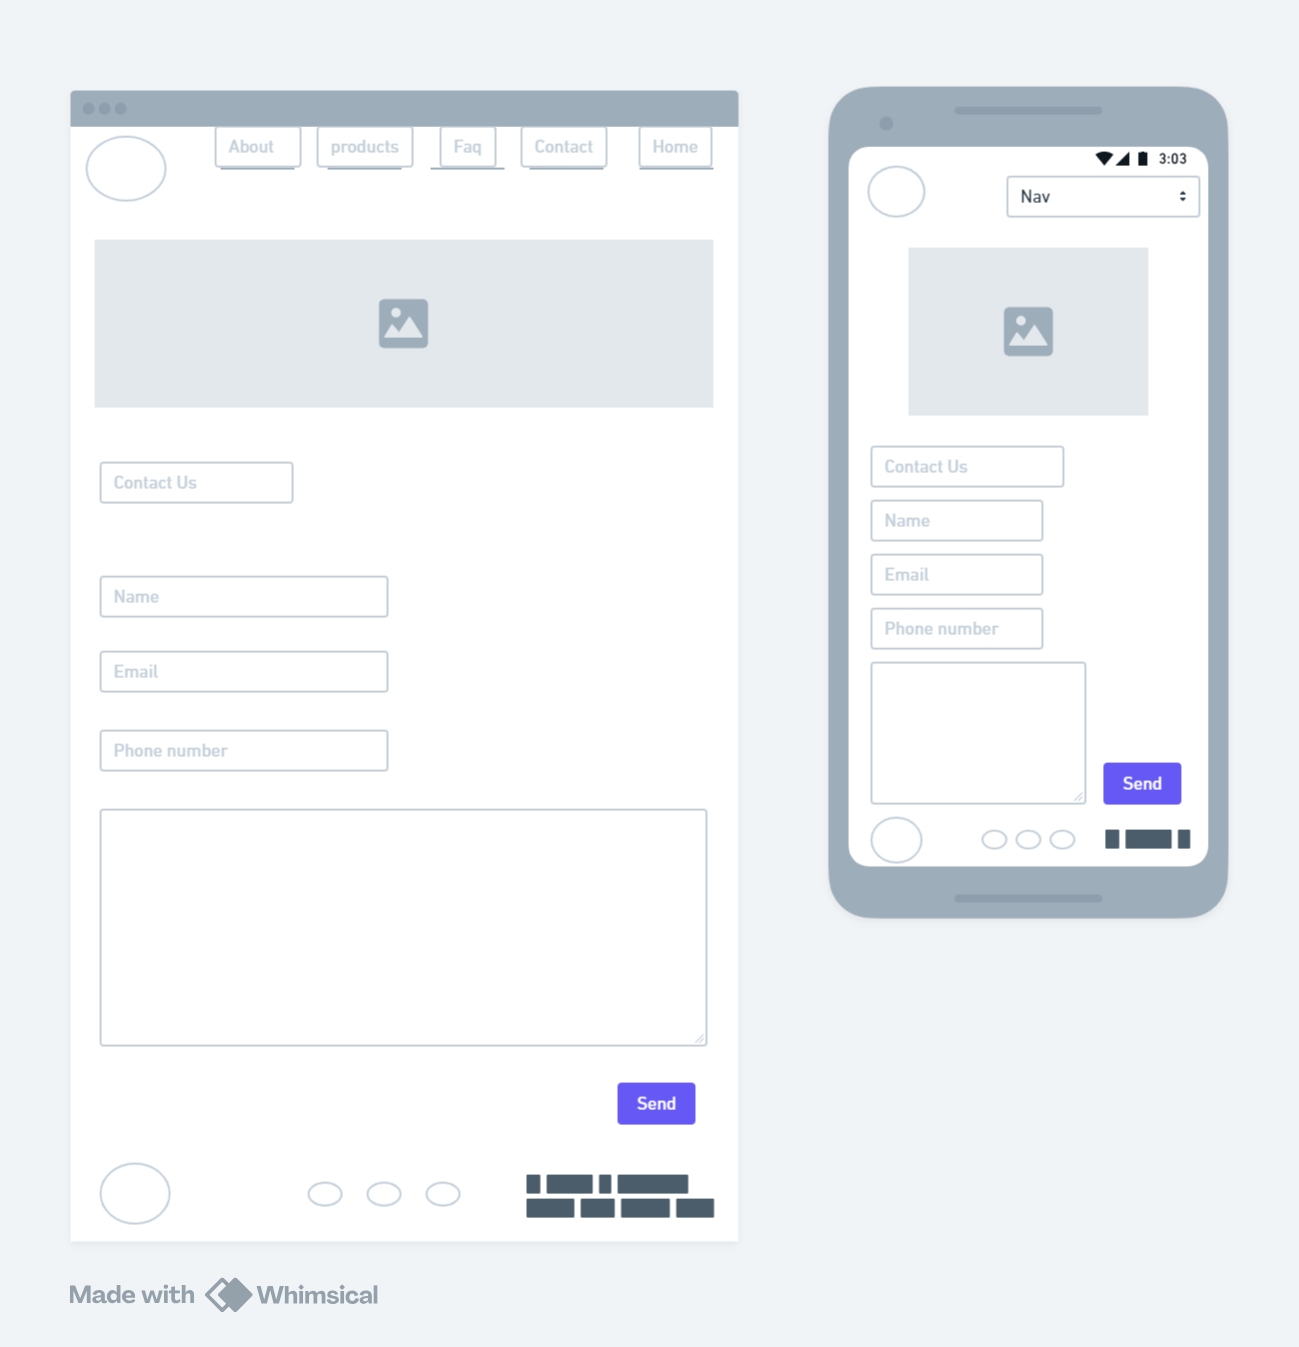 About
products
Faq
Contact
Home
Contact Us
Name
Email
Phone number
Send
3:03
Nav
Contact Us
Name
Email
Phone number
Send
Made with Whimsical